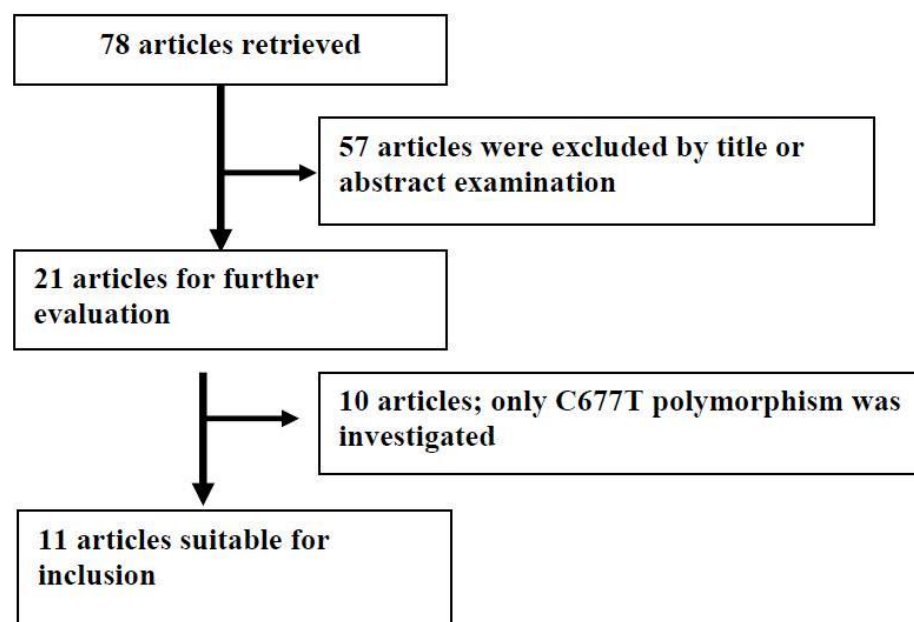 78 articles retrieved
57 articles were excluded by title or
abstract examination
21 articles for further
evaluation
10 articles; only C677T polymorphism was
investigated
11 articles suitable for
inclusion